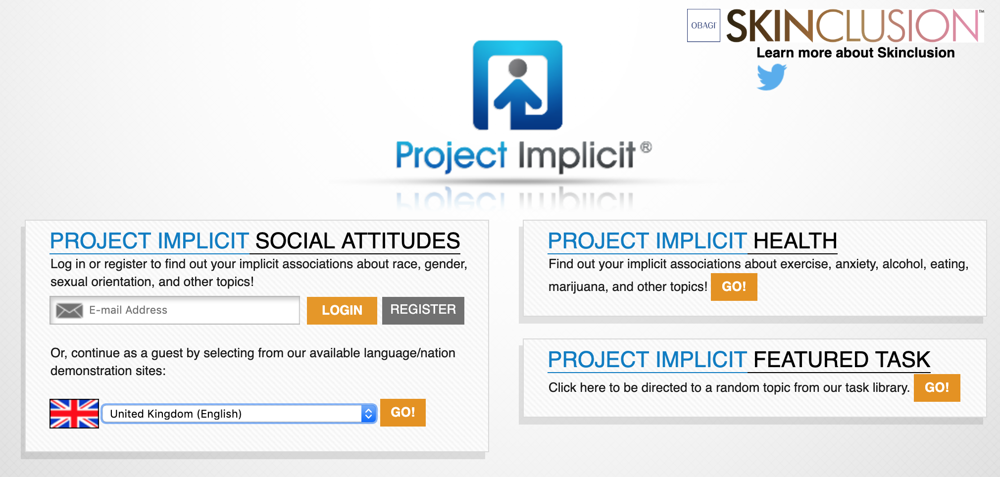 OBAGI SKINCLUSION™
Learn more about Skinclusion
Project Implicit®
PROJECT IMPLICIT SOCIAL ATTITUDES
Log in or register to find out your implicit associations about race, gender,
sexual orientation, and other topics!
E-mail Address LOGIN REGISTER
Or, continue as a guest by selecting from our available language/nation
demonstration sites:
United Kingdom (English) GO!
PROJECT IMPLICIT HEALTH
Find out your implicit associations about exercise, anxiety, alcohol, eating,
marijuana, and other topics! GO!
PROJECT IMPLICIT FEATURED TASK
Click here to be directed to a random topic from our task library. GO!